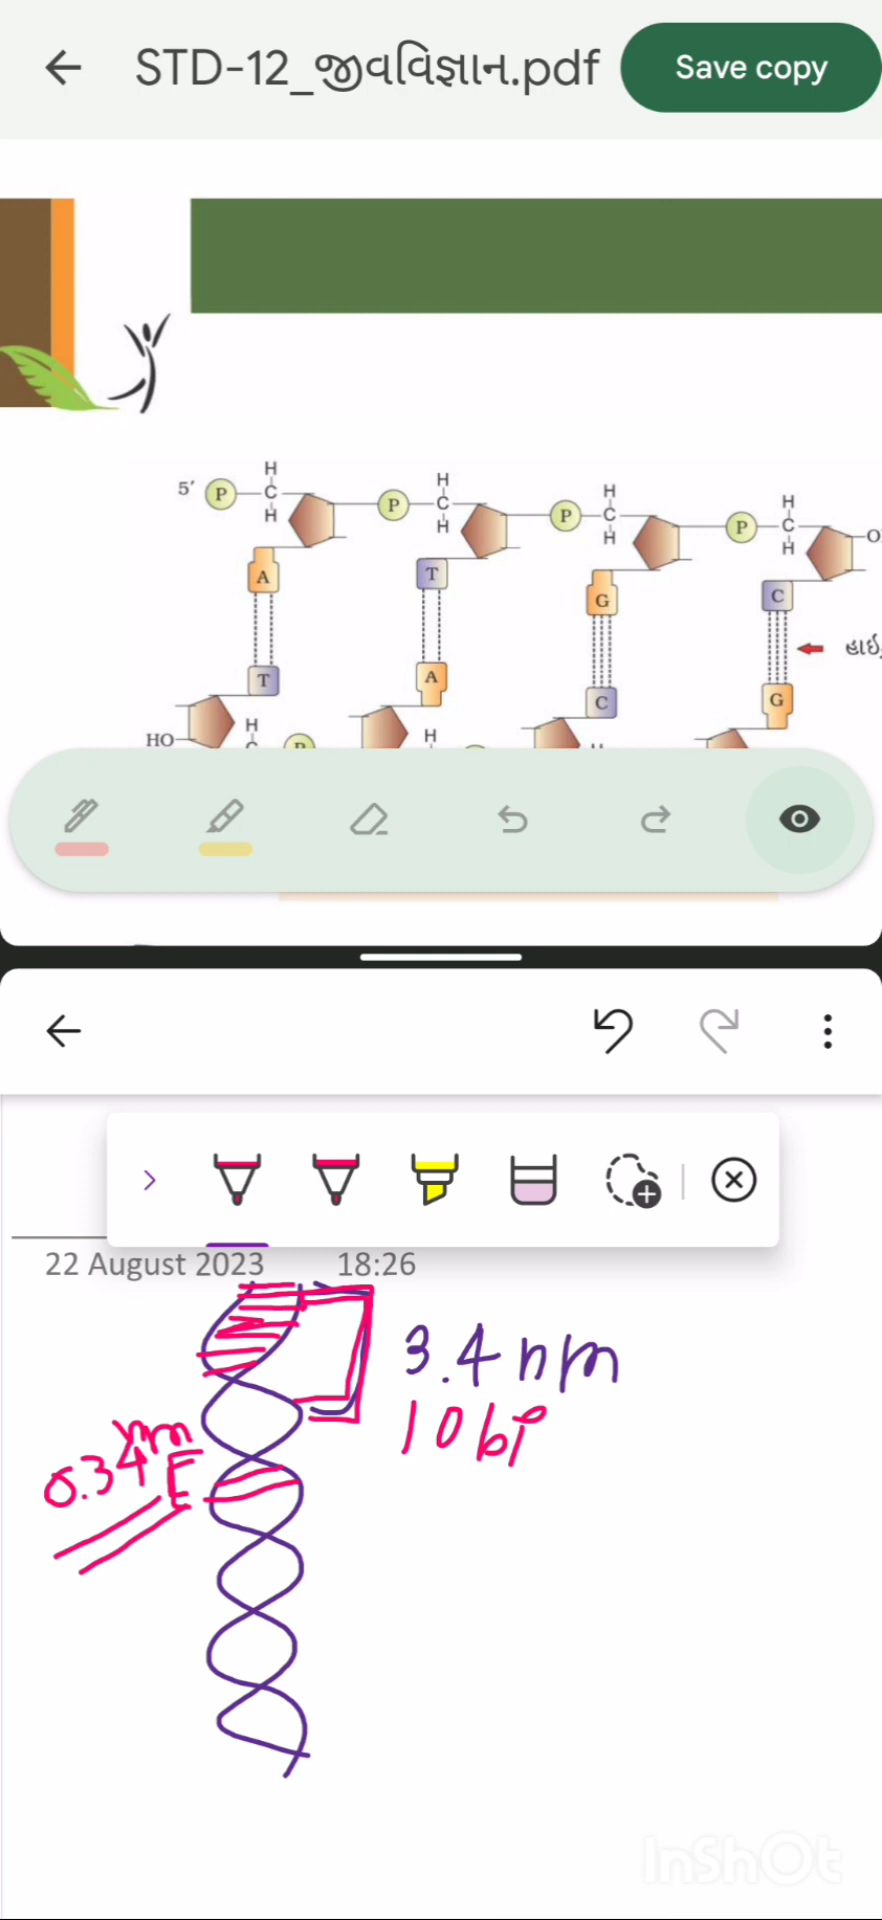 STD-12_જીવવિજ્ઞાન.pdf
Save copy
H H H H
5' P C P C P C P C
H H H H
A T G C
T A C G
HO H H
22 August 2023 18:26
3.4 nm
10 bp
0.34 nm
InShOt